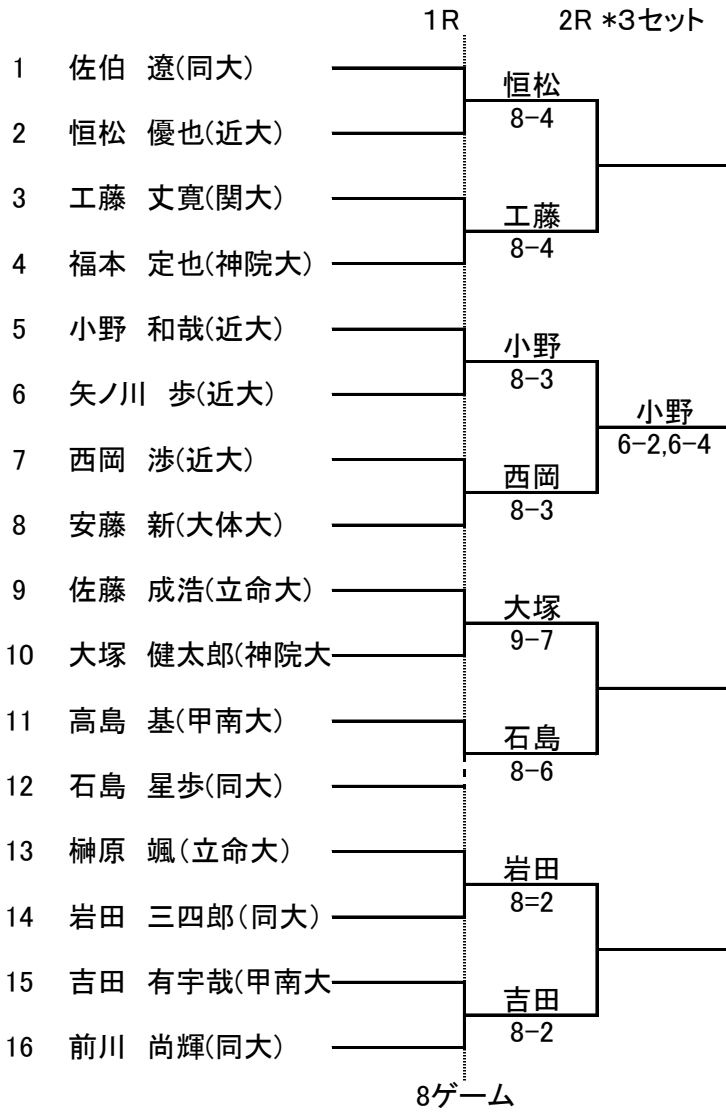 1R 2R *3セット
1 佐伯 遼(同大)
恒松
8-4
2 恒松 優也(近大)
3 工藤 丈寛(関大)
工藤
8-4
4 福本 定也(神院大)
5 小野 和哉(近大)
小野
8-3
6 矢ノ川 歩(近大)
小野
6-2,6-4
7 西岡 渉(近大)
西岡
8-3
8 安藤 新(大体大)
9 佐藤 成浩(立命大)
大塚
9-7
10 大塚 健太郎(神院大
11 高島 基(甲南大)
石島
8-6
12 石島 星歩(同大)
13 榊原 颯(立命大)
岩田
8=2
14 岩田 三四郎(同大)
15 吉田 有宇哉(甲南大
吉田
8-2
16 前川 尚輝(同大)
8ゲーム